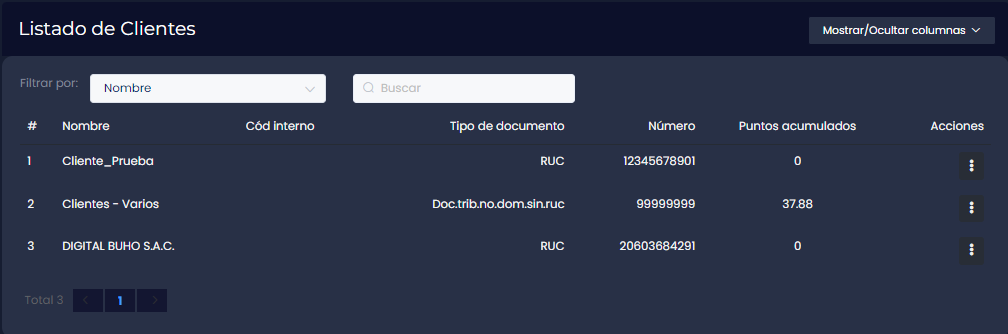 Listado de Clientes
Mostrar/Ocultar columnas
Filtrar por: Nombre Buscar
# Nombre Cód interno Tipo de documento Número Puntos acumulados Acciones
1 Cliente_Prueba RUC 12345678901 0
2 Clientes - Varios Doc.trib.no.dom.sin.ruc 99999999 37.88
3 DIGITAL BUHO S.A.C. RUC 20603684291 0
Total 3 1